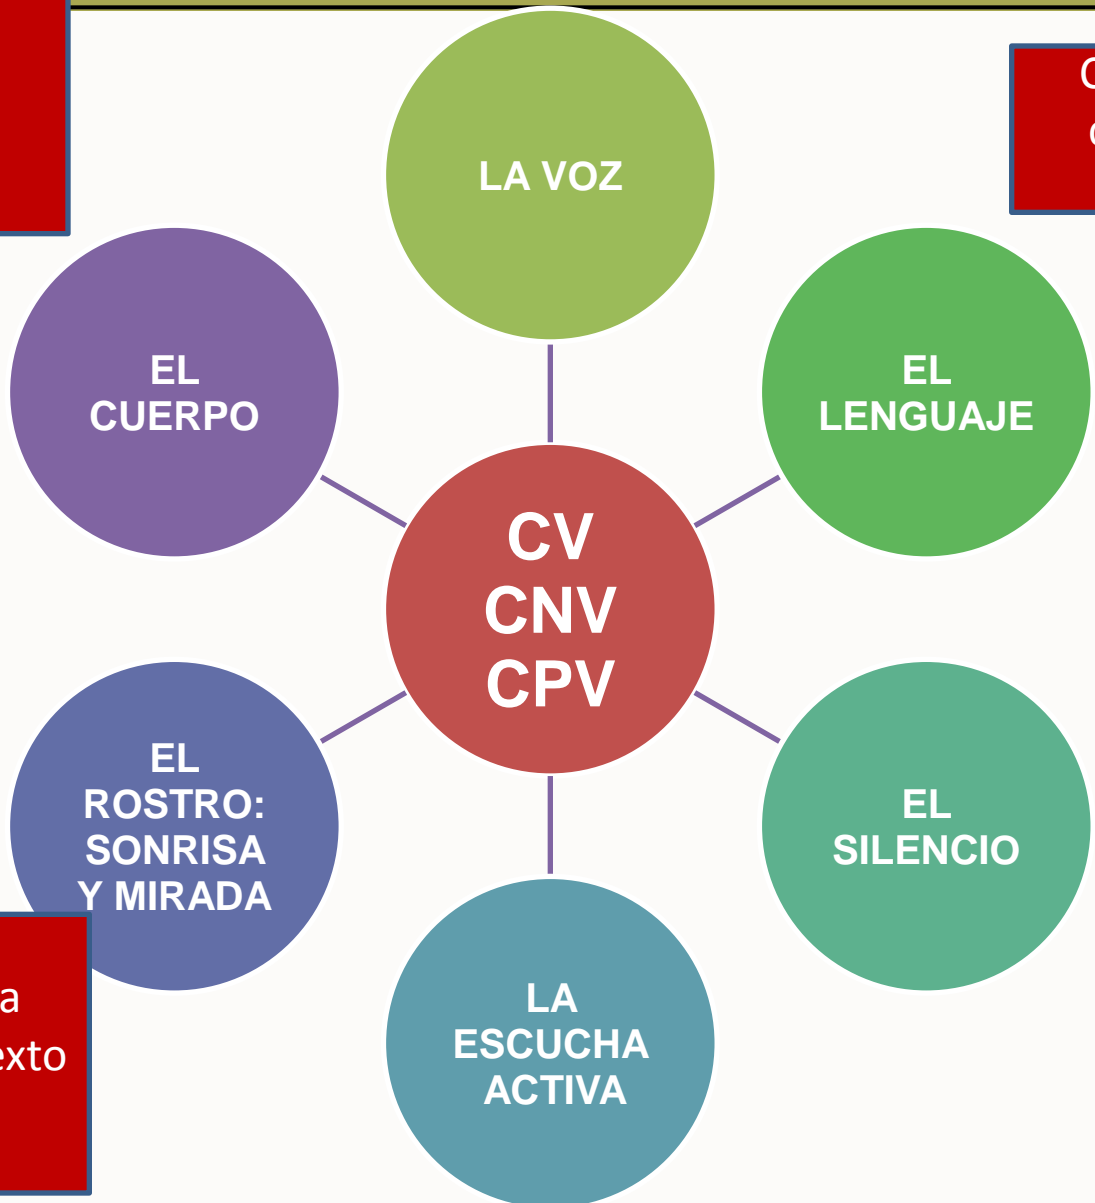 LA VOZ
EL
CUERPO
EL
LENGUAJE
CV
CNV
CPV
EL
ROSTRO:
SONRISA
Y MIRADA
EL
SILENCIO
LA
ESCUCHA
ACTIVA
a
exto